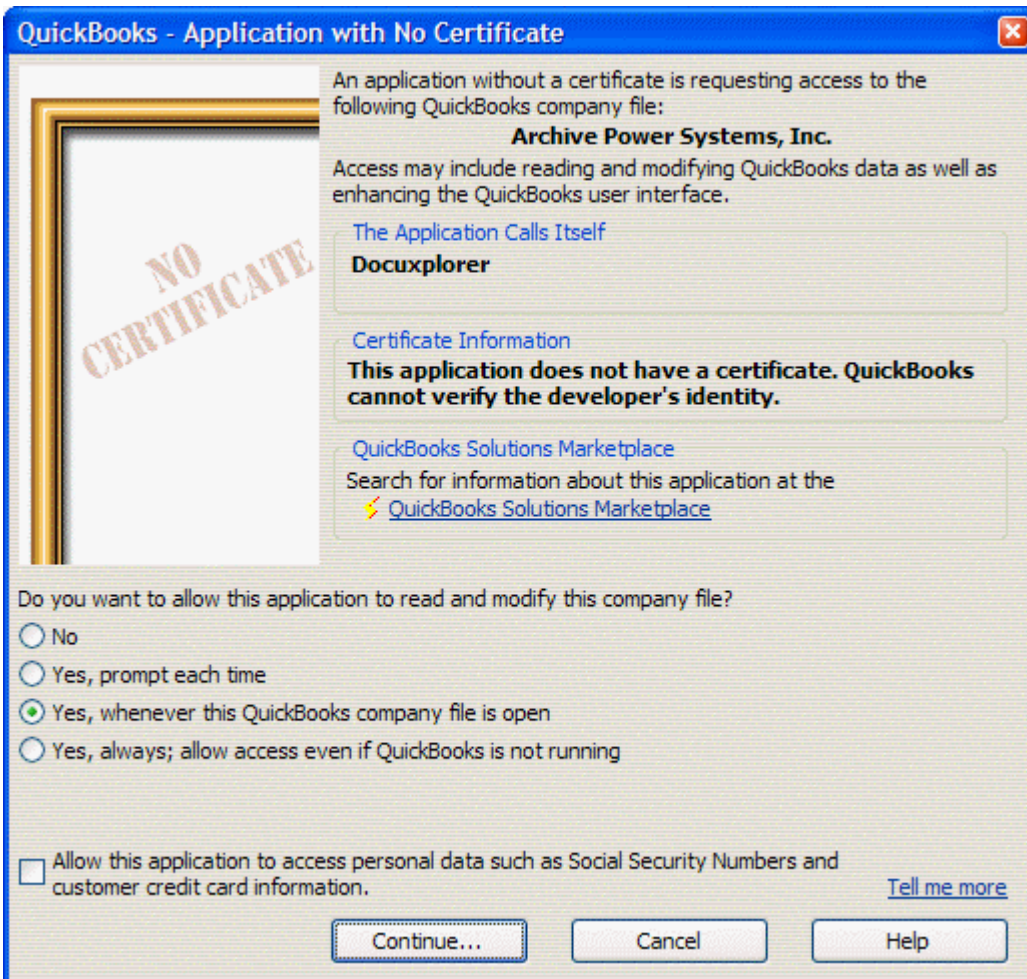 QuickBooks - Application with No Certificate
An application without a certificate is requesting access to the
following QuickBooks company file:
Archive Power Systems, Inc.
Access may include reading and modifying QuickBooks data as well as
enhancing the QuickBooks user interface.
NO
CERTIFICATE
The Application Calls Itself
Docuxplorer
Certificate Information
This application does not have a certificate. QuickBooks
cannot verify the developer's identity.
QuickBooks Solutions Marketplace
Search for information about this application at the
QuickBooks Solutions Marketplace
Do you want to allow this application to read and modify this company file?
No
Yes, prompt each time
Yes, whenever this QuickBooks company file is open
Yes, always; allow access even if QuickBooks is not running
Allow this application to access personal data such as Social Security Numbers and
customer credit card information.
Tell me more
Continue...
Cancel
Help